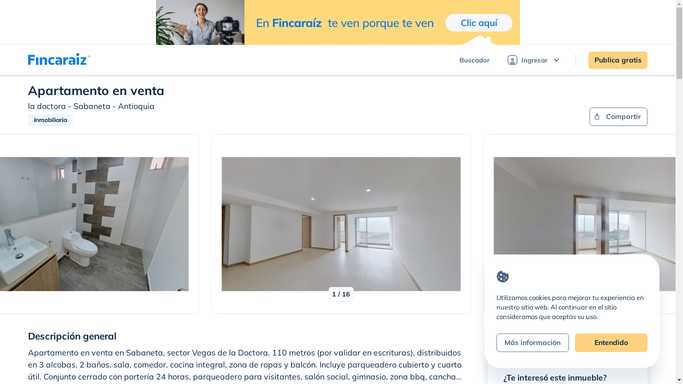 En Fincaraíz te ven porque te ven
Clic aquí
Fincaraiz
Buscador
Ingresar
Publica gratis
Apartamento en venta
la doctora - Sabaneta - Antioquia
Inmobiliaria
Compartir
1 / 16
Utilizamos cookies para mejorar tu experiencia en
nuestro sitio web. Al continuar en el sitio
consideramos que aceptas su uso.
Más información
Entendido
Descripción general
Apartamento en venta en Sabaneta, sector Vegas de la Doctora. 110 metros (por validar en escrituras), distribuidos
en 3 alcobas, 2 baños, sala, comedor, cocina integral, zona de ropas y balcón. Incluye parqueadero cubierto y cuarto
útil. Conjunto cerrado con portería 24 horas, parqueadero para visitantes, salón social, gimnasio, zona bbq, cancha...
¿Te interesó este inmueble?